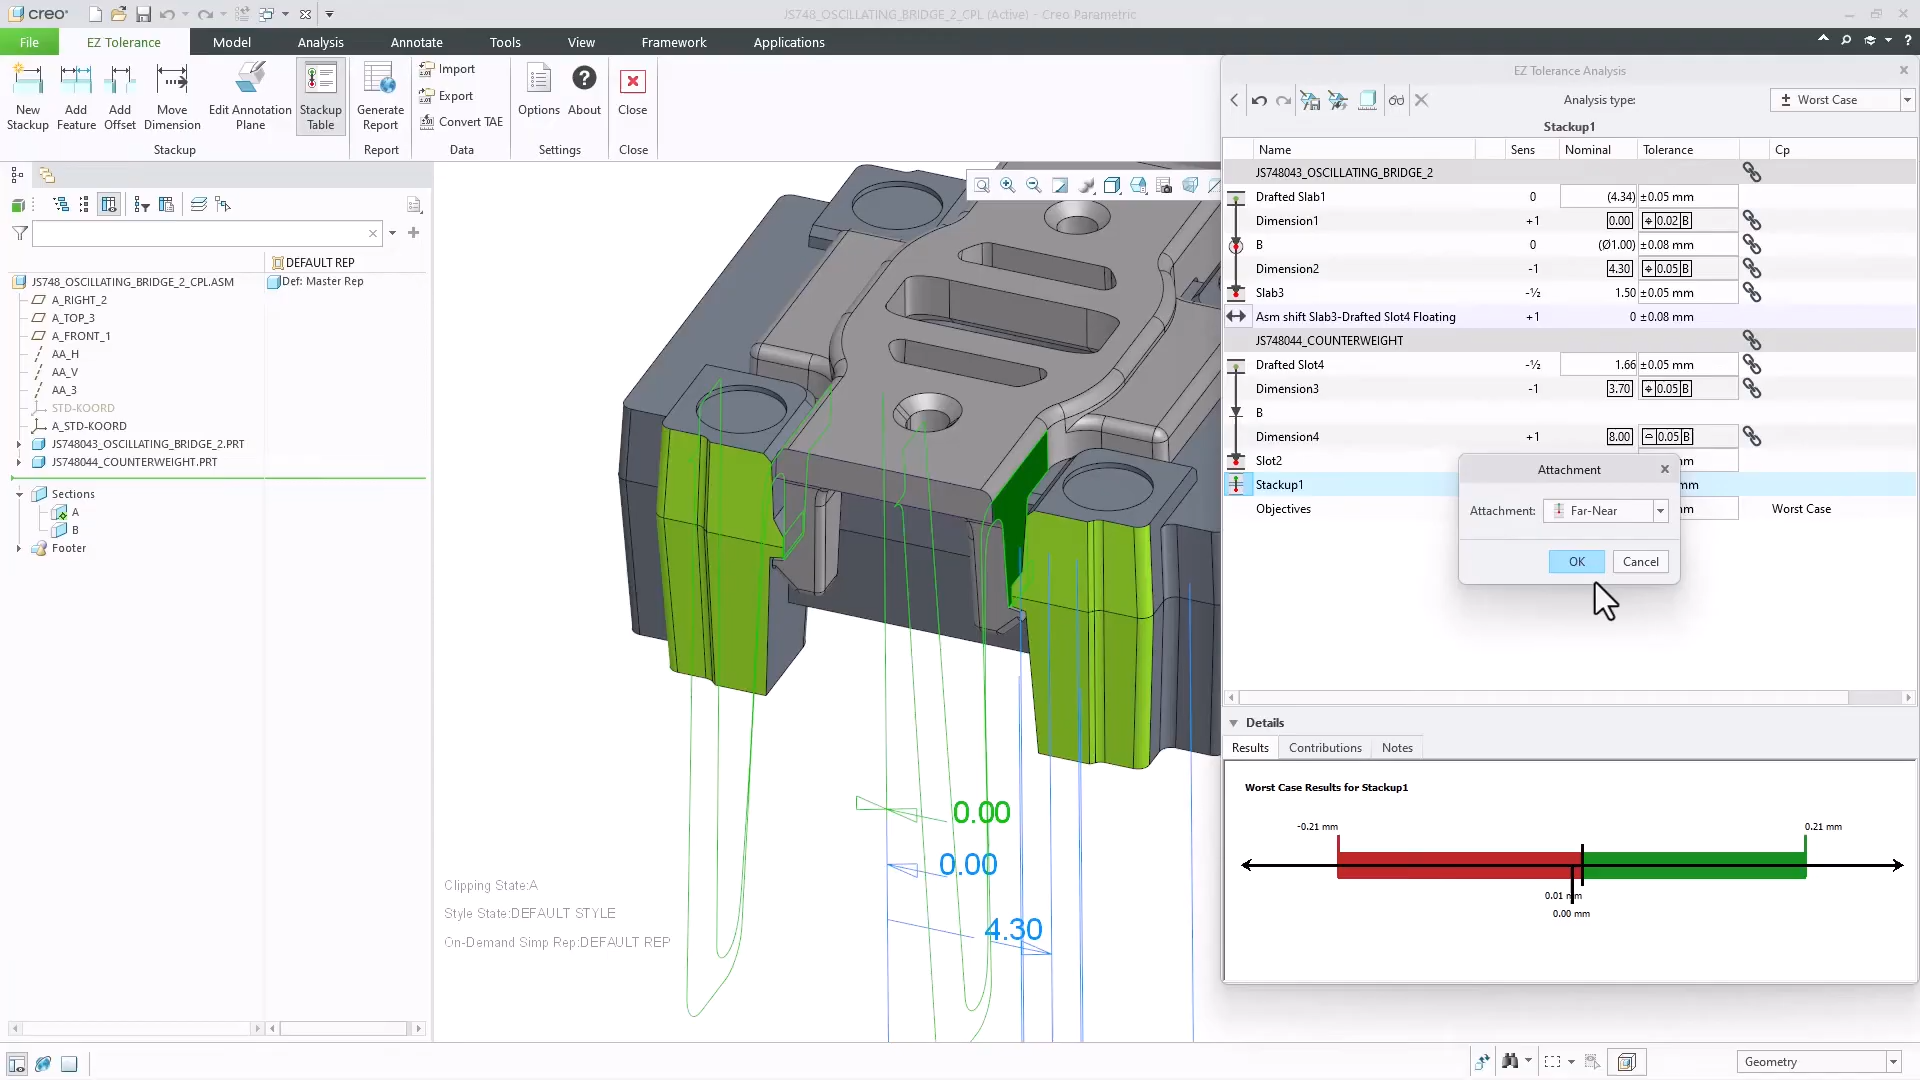 creo
JS748_OSCILLATING_BRIDGE_2_CPL (Active) - Creo Parametric
File
EZ Tolerance
Model
Analysis
Annotate
Tools
View
Framework
Applications
New Stackup
Add Feature
Add Offset
Move Dimension
Edit Annotation Plane
Stackup Table
Stackup
Generate Report
Report
Import
Export
Convert TAE
Data
Options
About
Settings
Close
Close
DEFAULT REP
JS748_OSCILLATING_BRIDGE_2_CPL.ASM
Def: Master Rep
A_RIGHT_2
A_TOP_3
A_FRONT_1
AA_H
AA_V
AA_3
STD-KOORD
A_STD-KOORD
JS748043_OSCILLATING_BRIDGE_2.PRT
JS748044_COUNTERWEIGHT.PRT
Sections
A
B
Footer
0.00
0.00
4.30
Clipping State:A
Style State:DEFAULT STYLE
On-Demand Simp Rep:DEFAULT REP
EZ Tolerance Analysis
Analysis type:
± Worst Case
Stackup1
Name Sens Nominal Tolerance Cp
JS748043_OSCILLATING_BRIDGE_2
Drafted Slab1 0 (4.34) ±0.05 mm
Dimension1 +1 0.00 ⌖ 0.02 B
B 0 (Ø1.00) ±0.08 mm
Dimension2 -1 4.30 ⌖ 0.05 B
Slab3 -½ 1.50 ±0.05 mm
Asm shift Slab3-Drafted Slot4 Floating +1 0 ±0.08 mm
JS748044_COUNTERWEIGHT
Drafted Slot4 -½ 1.66 ±0.05 mm
Dimension3 -1 3.70 ⌖ 0.05 B
B
Dimension4 +1 8.00 ⌓ 0.05 B
Slot2 mm
Stackup1 mm
Objectives mm Worst Case
Attachment
Attachment: Far-Near
OK
Cancel
Details
Results
Contributions
Notes
Worst Case Results for Stackup1
-0.21 mm
0.21 mm
0.01 mm
0.00 mm
Geometry